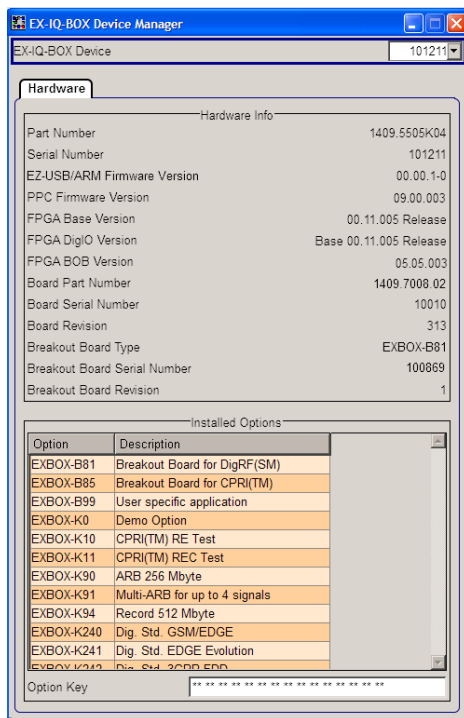 EX-IQ-BOX Device Manager
EX-IQ-BOX Device 101211
Hardware
Hardware Info
Part Number 1409.5505K04
Serial Number 101211
EZ-USB/ARM Firmware Version 00.00.1-0
PPC Firmware Version 09.00.003
FPGA Base Version 00.11.005 Release
FPGA DigIO Version Base 00.11.005 Release
FPGA BOB Version 05.05.003
Board Part Number 1409.7008.02
Board Serial Number 10010
Board Revision 313
Breakout Board Type EXBOX-B81
Breakout Board Serial Number 100869
Breakout Board Revision 1
Installed Options
Option Description
EXBOX-B81 Breakout Board for DigRF(SM)
EXBOX-B85 Breakout Board for CPRI(TM)
EXBOX-B99 User specific application
EXBOX-K0 Demo Option
EXBOX-K10 CPRI(TM) RE Test
EXBOX-K11 CPRI(TM) REC Test
EXBOX-K90 ARB 256 Mbyte
EXBOX-K91 Multi-ARB for up to 4 signals
EXBOX-K94 Record 512 Mbyte
EXBOX-K240 Dig. Std. GSM/EDGE
EXBOX-K241 Dig. Std. EDGE Evolution
EXBOX-K242 Dig. Std. 3GPP FDD
Option Key ** ** ** ** ** ** ** ** ** ** ** ** ** ** **